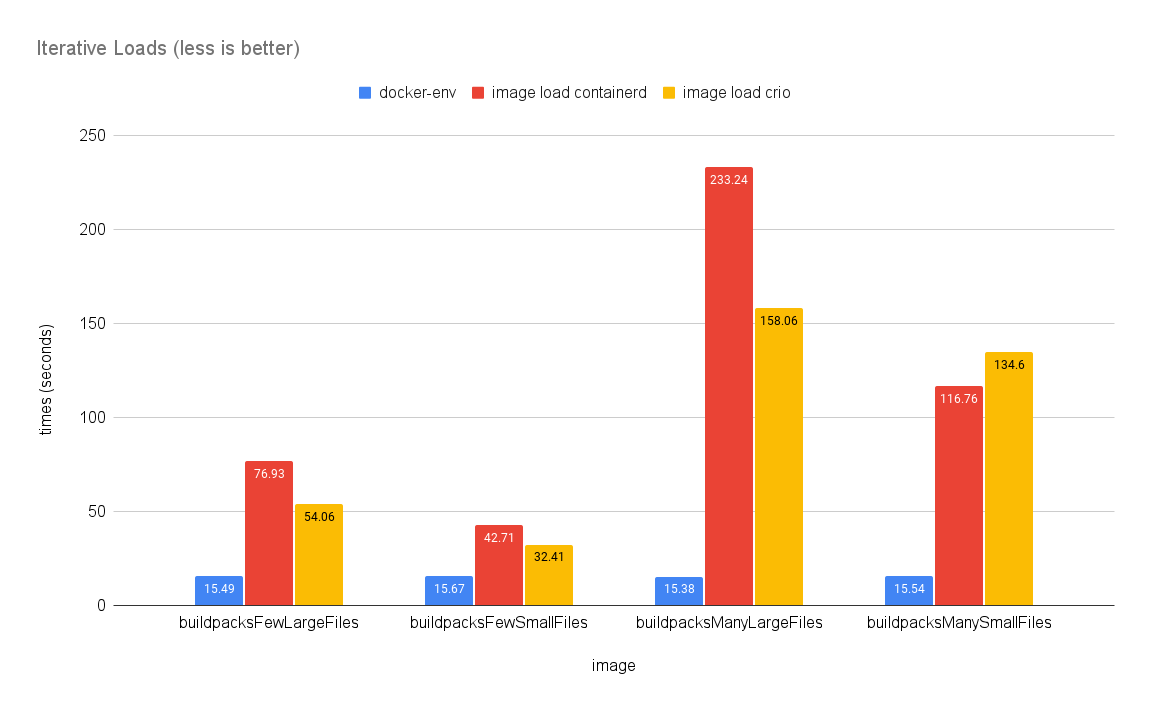 Iterative Loads (less is better)
docker-env image load containerd image load crio
250
200
150
100
50
0
times (seconds)
15.49 76.93 54.06
15.67 42.71 32.41
15.38 233.24 158.06
15.54 116.76 134.6
buildpacksFewLargeFiles buildpacksFewSmallFiles buildpacksManyLargeFiles buildpacksManySmallFiles
image